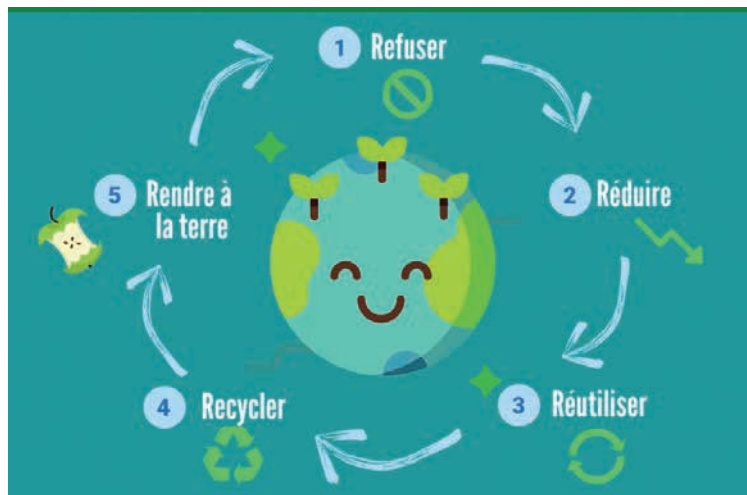 1 Refuser
2 Réduire
3 Réutiliser
4 Recycler
5 Rendre à
la terre